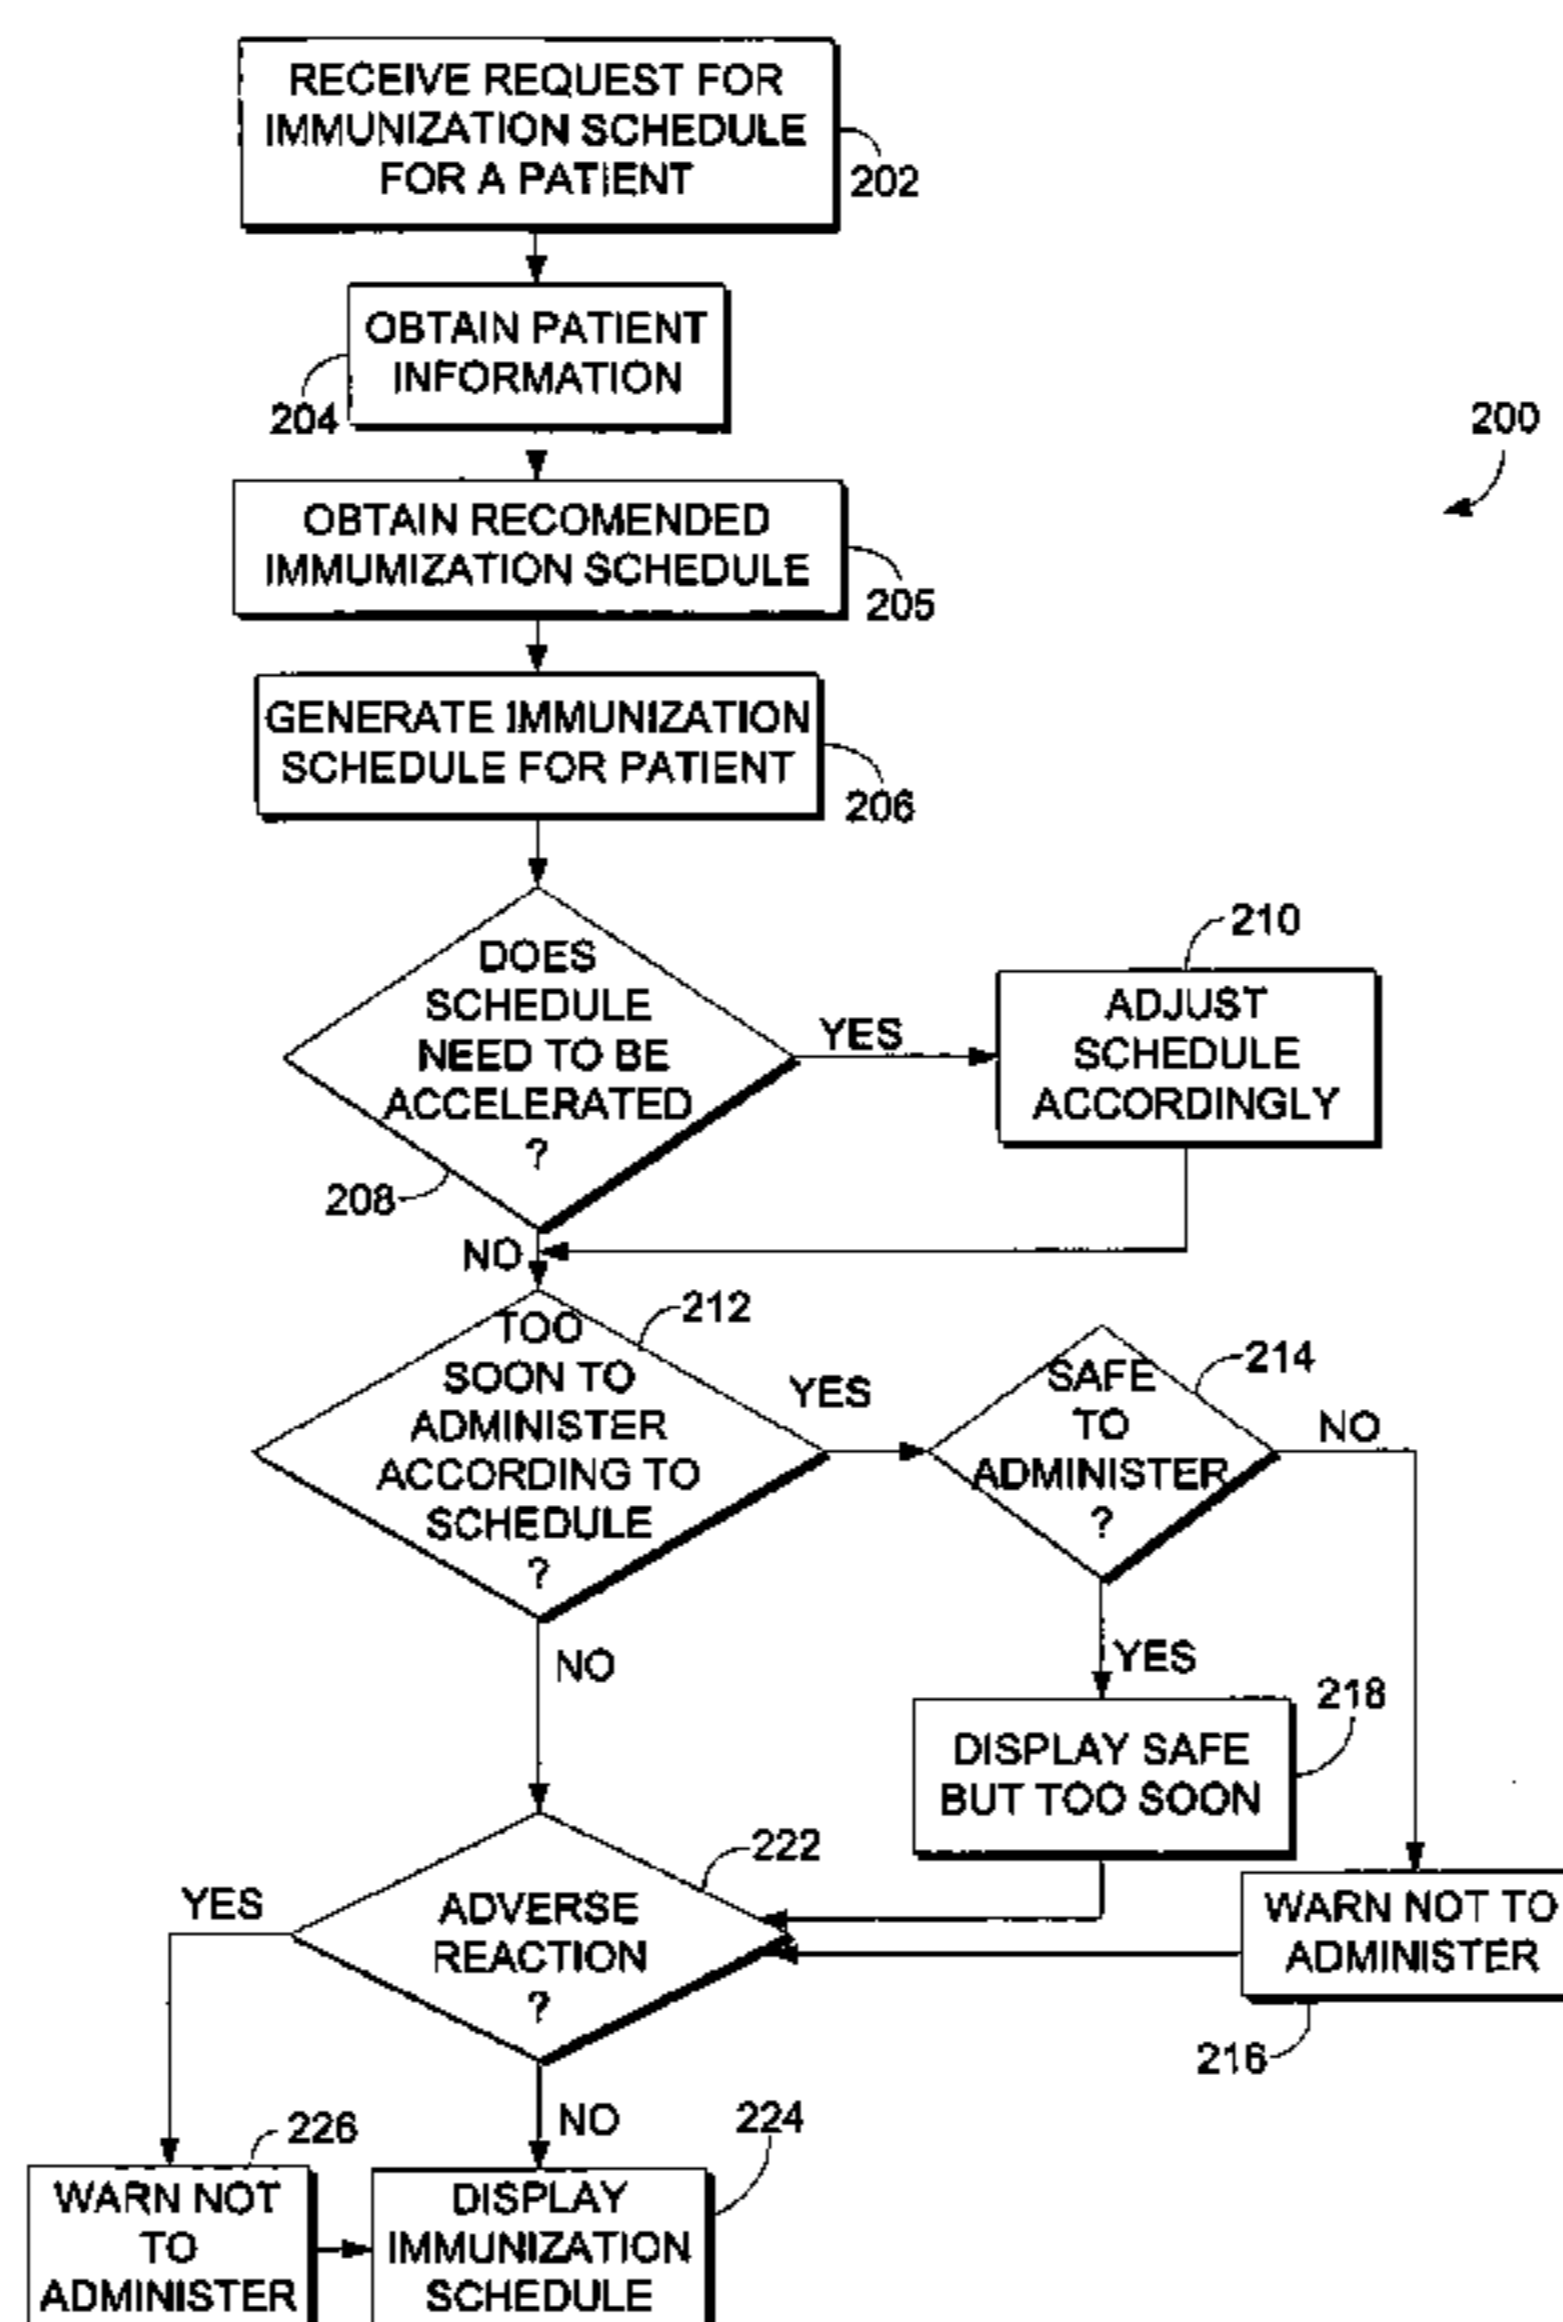 RECEIVE REQUEST FOR
IMMUNIZATION SCHEDULE
FOR A PATIENT
202
OBTAIN PATIENT
INFORMATION
204
200
OBTAIN RECOMENDED
IMMUMIZATION SCHEDULE
205
GENERATE IMMUNIZATION
SCHEDULE FOR PATIENT
206
DOES
SCHEDULE
NEED TO BE
ACCELERATED
?
208
YES
210
ADJUST
SCHEDULE
ACCORDINGLY
NO
TOO
SOON TO
ADMINISTER
ACCORDING TO
SCHEDULE
?
212
YES
SAFE
TO
ADMINISTER
?
214
NO
NO
YES
DISPLAY SAFE
BUT TOO SOON
218
WARN NOT TO
ADMINISTER
216
ADVERSE
REACTION
?
222
YES
NO
226
WARN NOT
TO
ADMINISTER
224
DISPLAY
IMMUNIZATION
SCHEDULE